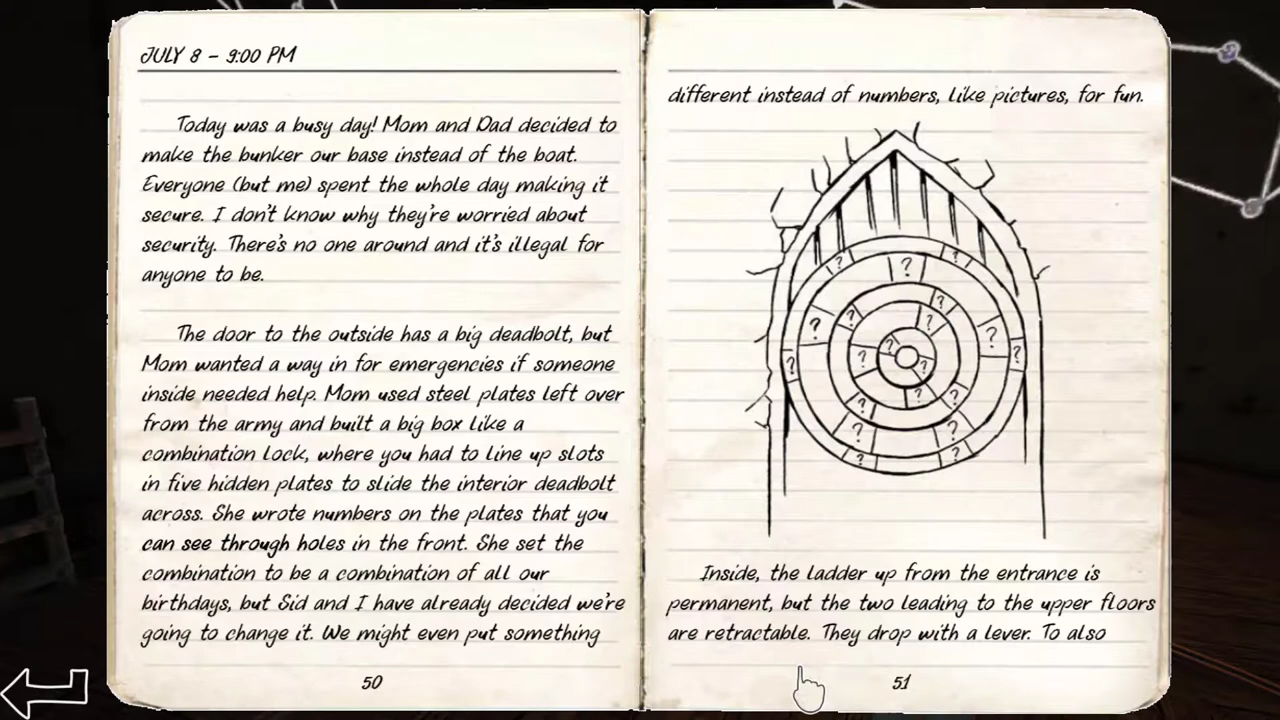 JULY 8 - 9:00 PM
Today was a busy day! Mom and Dad decided to
make the bunker our base instead of the boat.
Everyone (but me) spent the whole day making it
secure. I don't know why they're worried about
security. There's no one around and it's illegal for
anyone to be.
The door to the outside has a big deadbolt, but
Mom wanted a way in for emergencies if someone
inside needed help. Mom used steel plates left over
from the army and built a big box like a
combination lock, where you had to line up slots
in five hidden plates to slide the interior deadbolt
across. She wrote numbers on the plates that you
can see through holes in the front. She set the
combination to be a combination of all our
birthdays, but Sid and I have already decided we're
going to change it. We might even put something
50
different instead of numbers, like pictures, for fun.
? ? ?
? ?
? ? ? ?
? ?
? ? ? ?
? ?
? ?
? ?
Inside, the ladder up from the entrance is
permanent, but the two leading to the upper floors
are retractable. They drop with a lever. To also
51